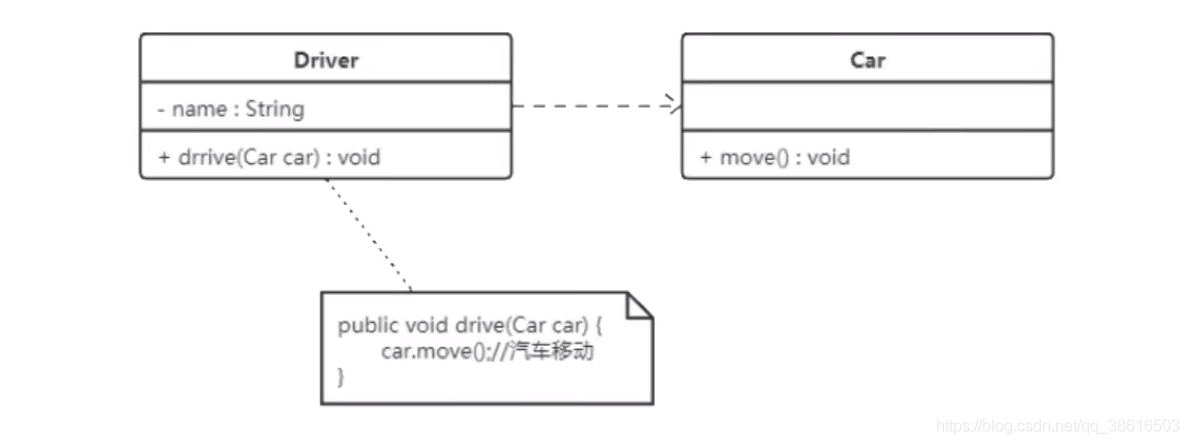 Driver
- name : String
+ drrive(Car car) : void
Car
+ move() : void
public void drive(Car car) {
car.move();//汽车移动
}
https://blog.csdn.net/qq_38616503